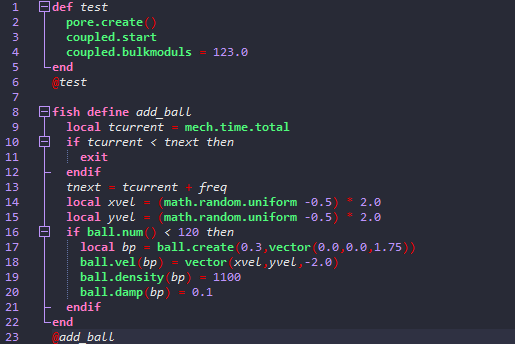 1 def test
2 pore.create()
3 coupled.start
4 coupled.bulkmoduls = 123.0
5 end
6 @test
7
8 fish define add_ball
9 local tcurrent = mech.time.total
10 if tcurrent < tnext then
11 exit
12 endif
13 tnext = tcurrent + freq
14 local xvel = (math.random.uniform -0.5) * 2.0
15 local yvel = (math.random.uniform -0.5) * 2.0
16 if ball.num() < 120 then
17 local bp = ball.create(0.3,vector(0.0,0.0,1.75))
18 ball.vel(bp) = vector(xvel,yvel,-2.0)
19 ball.density(bp) = 1100
20 ball.damp(bp) = 0.1
21 endif
22 end
23 @add_ball